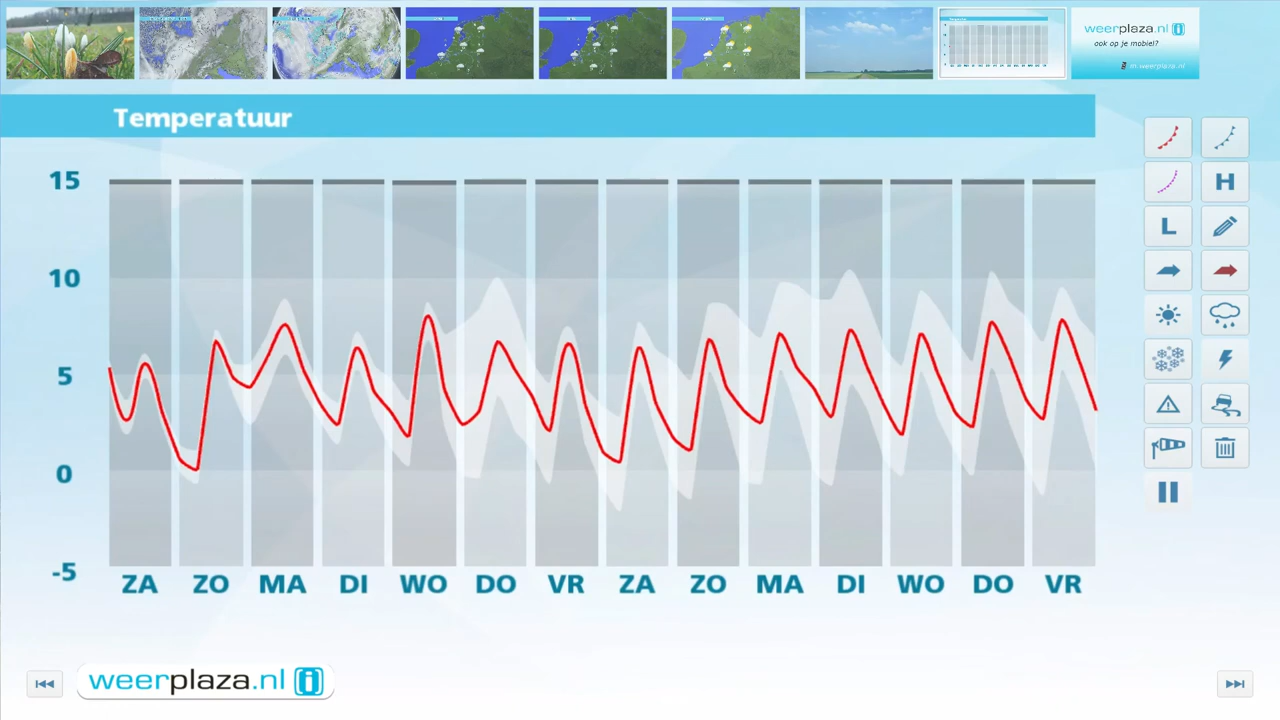 weerplaza.nl i
ook op je mobiel?
m.weerplaza.nl
Temperatuur
15
10
5
0
-5
ZA ZO MA DI WO DO VR ZA ZO MA DI WO DO VR
H
L
weerplaza.nl i